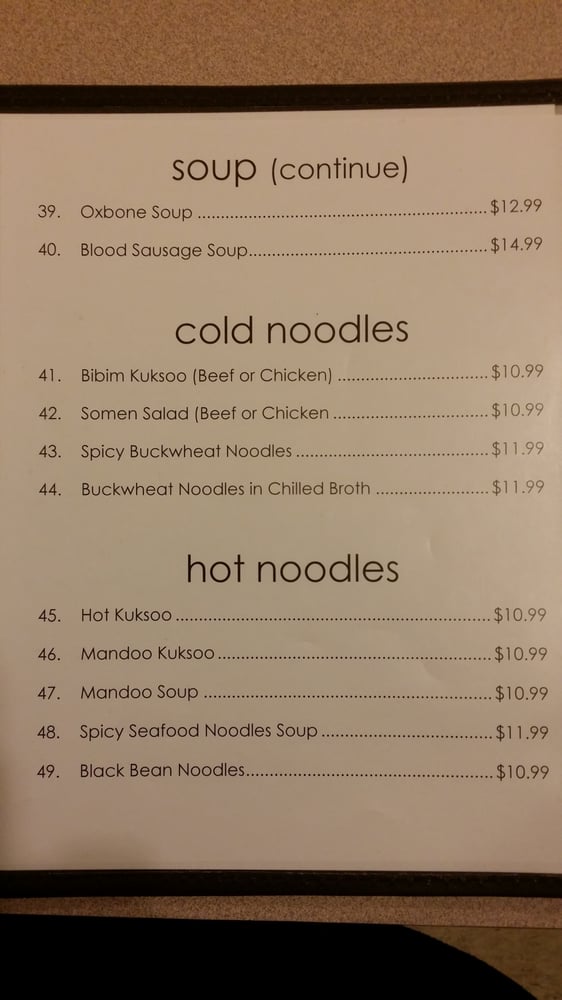 soup (continue)
39. Oxbone Soup ........................................................ $12.99
40. Blood Sausage Soup.............................................. $14.99
cold noodles
41. Bibim Kuksoo (Beef or Chicken) ............................. $10.99
42. Somen Salad (Beef or Chicken .............................. $10.99
43. Spicy Buckwheat Noodles ..................................... $11.99
44. Buckwheat Noodles in Chilled Broth ...................... $11.99
hot noodles
45. Hot Kuksoo ............................................................ $10.99
46. Mandoo Kuksoo .................................................... $10.99
47. Mandoo Soup ....................................................... $10.99
48. Spicy Seafood Noodles Soup ................................. $11.99
49. Black Bean Noodles............................................... $10.99